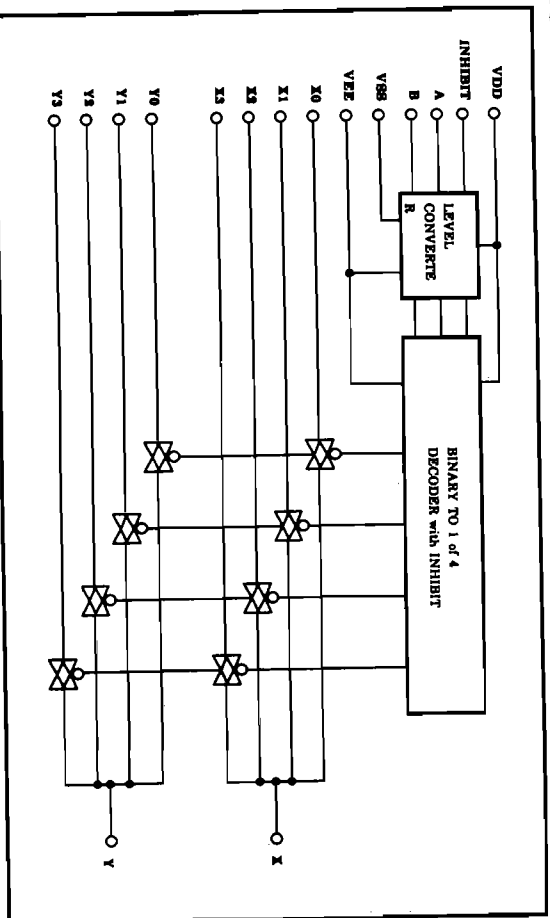 VDD
INHIBIT
A
B
VSS
VEE
X0
X1
X2
X3
Y0
Y1
Y2
Y3
LEVEL
CONVERTE
R
BINARY TO 1 of 4
DECODER with INHIBIT
X
Y